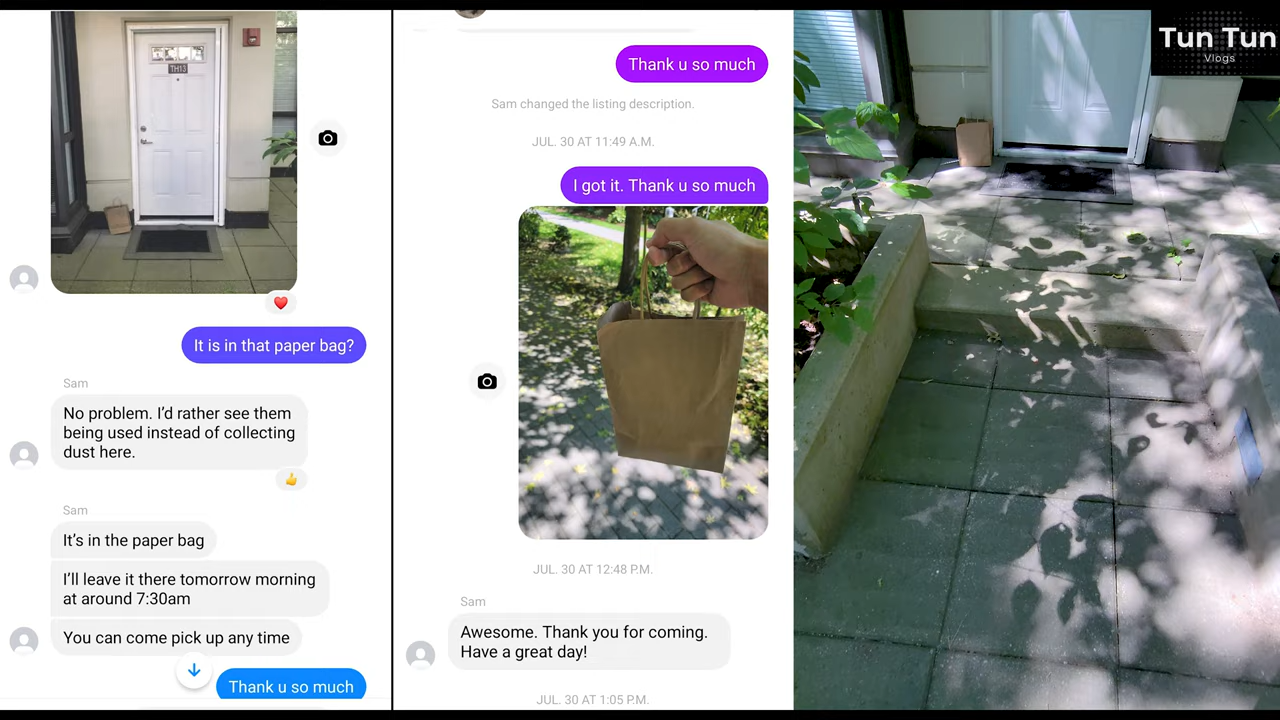 TH13
It is in that paper bag?
Sam
No problem. I'd rather see them
being used instead of collecting
dust here.
Sam
It's in the paper bag
I'll leave it there tomorrow morning
at around 7:30am
You can come pick up any time
Thank u so much
Thank u so much
Sam changed the listing description.
JUL. 30 AT 11:49 A.M.
I got it. Thank u so much
JUL. 30 AT 12:48 P.M.
Sam
Awesome. Thank you for coming.
Have a great day!
JUL. 30 AT 1:05 P.M.
Tun Tun
Vlogs